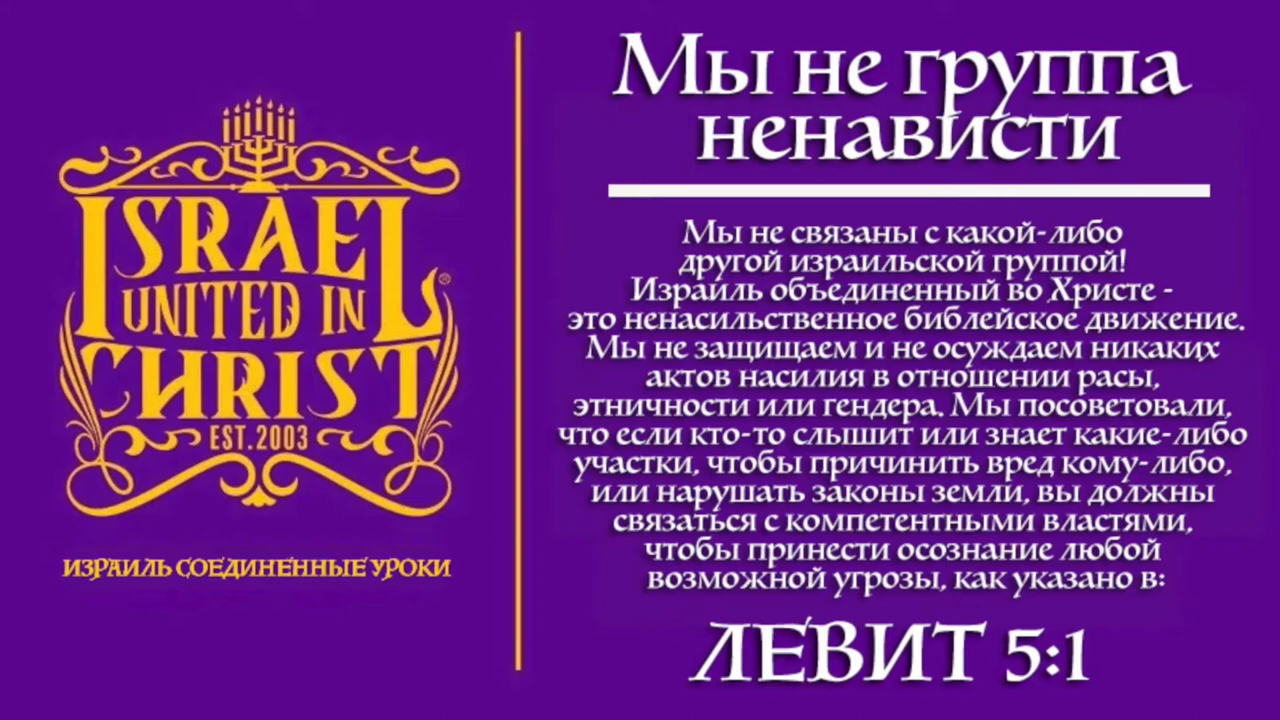 ISRAEL
UNITED IN
CHRIST®
EST. 2003
ИЗРАИЛЬ СОЕДИНЕННЫЕ УРОКИ
Мы не группа
ненависти
Мы не связаны с какой-либо
другой израильской группой!
Израиль объединенный во Христе -
это ненасильственное библейское движение.
Мы не защищаем и не осуждаем никаких
актов насилия в отношении расы,
этничности или гендера. Мы посоветовали,
что если кто-то слышит или знает какие-либо
участки, чтобы причинить вред кому-либо,
или нарушать законы земли, вы должны
связаться с компетентными властями,
чтобы принести осознание любой
возможной угрозы, как указано в:
ЛЕВИТ 5:1